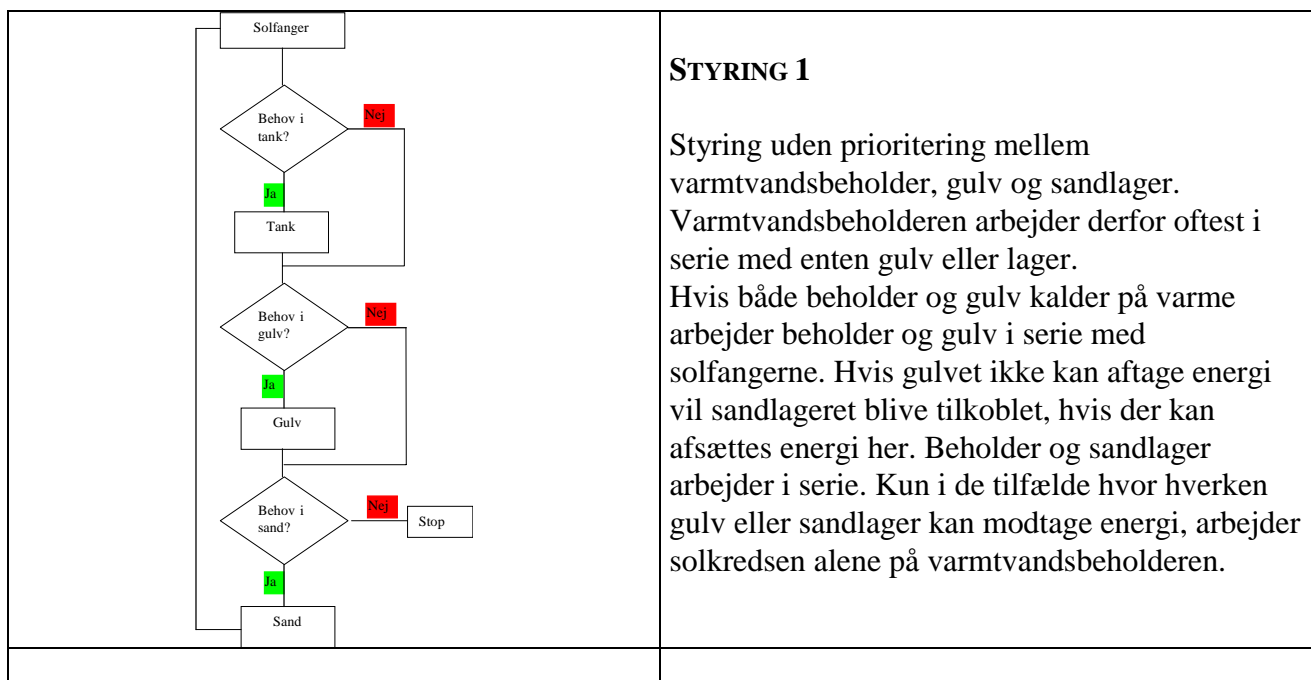 Solfanger
Behov i
tank?
Nej
Ja
Tank
Behov i
gulv?
Nej
Ja
Gulv
Behov i
sand?
Nej
Stop
Ja
Sand
STYRING 1
Styring uden prioritering mellem
varmtvandsbeholder, gulv og sandlager.
Varmtvandsbeholderen arbejder derfor oftest i
serie med enten gulv eller lager.
Hvis både beholder og gulv kalder på varme
arbejder beholder og gulv i serie med
solfangerne. Hvis gulvet ikke kan aftage energi
vil sandlageret blive tilkoblet, hvis der kan
afsættes energi her. Beholder og sandlager
arbejder i serie. Kun i de tilfælde hvor hverken
gulv eller sandlager kan modtage energi, arbejder
solkredsen alene på varmtvandsbeholderen.